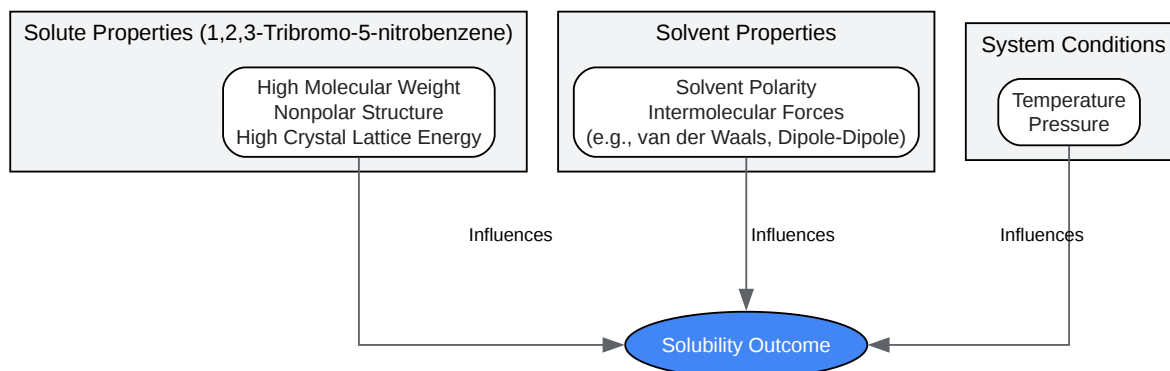 Solute Properties (1,2,3-Tribromo-5-nitrobenzene)
High Molecular Weight
Nonpolar Structure
High Crystal Lattice Energy
Solvent Properties
Solvent Polarity
Intermolecular Forces
(e.g., van der Waals, Dipole-Dipole)
System Conditions
Temperature
Pressure
Influences
Influences
Influences
Solubility Outcome